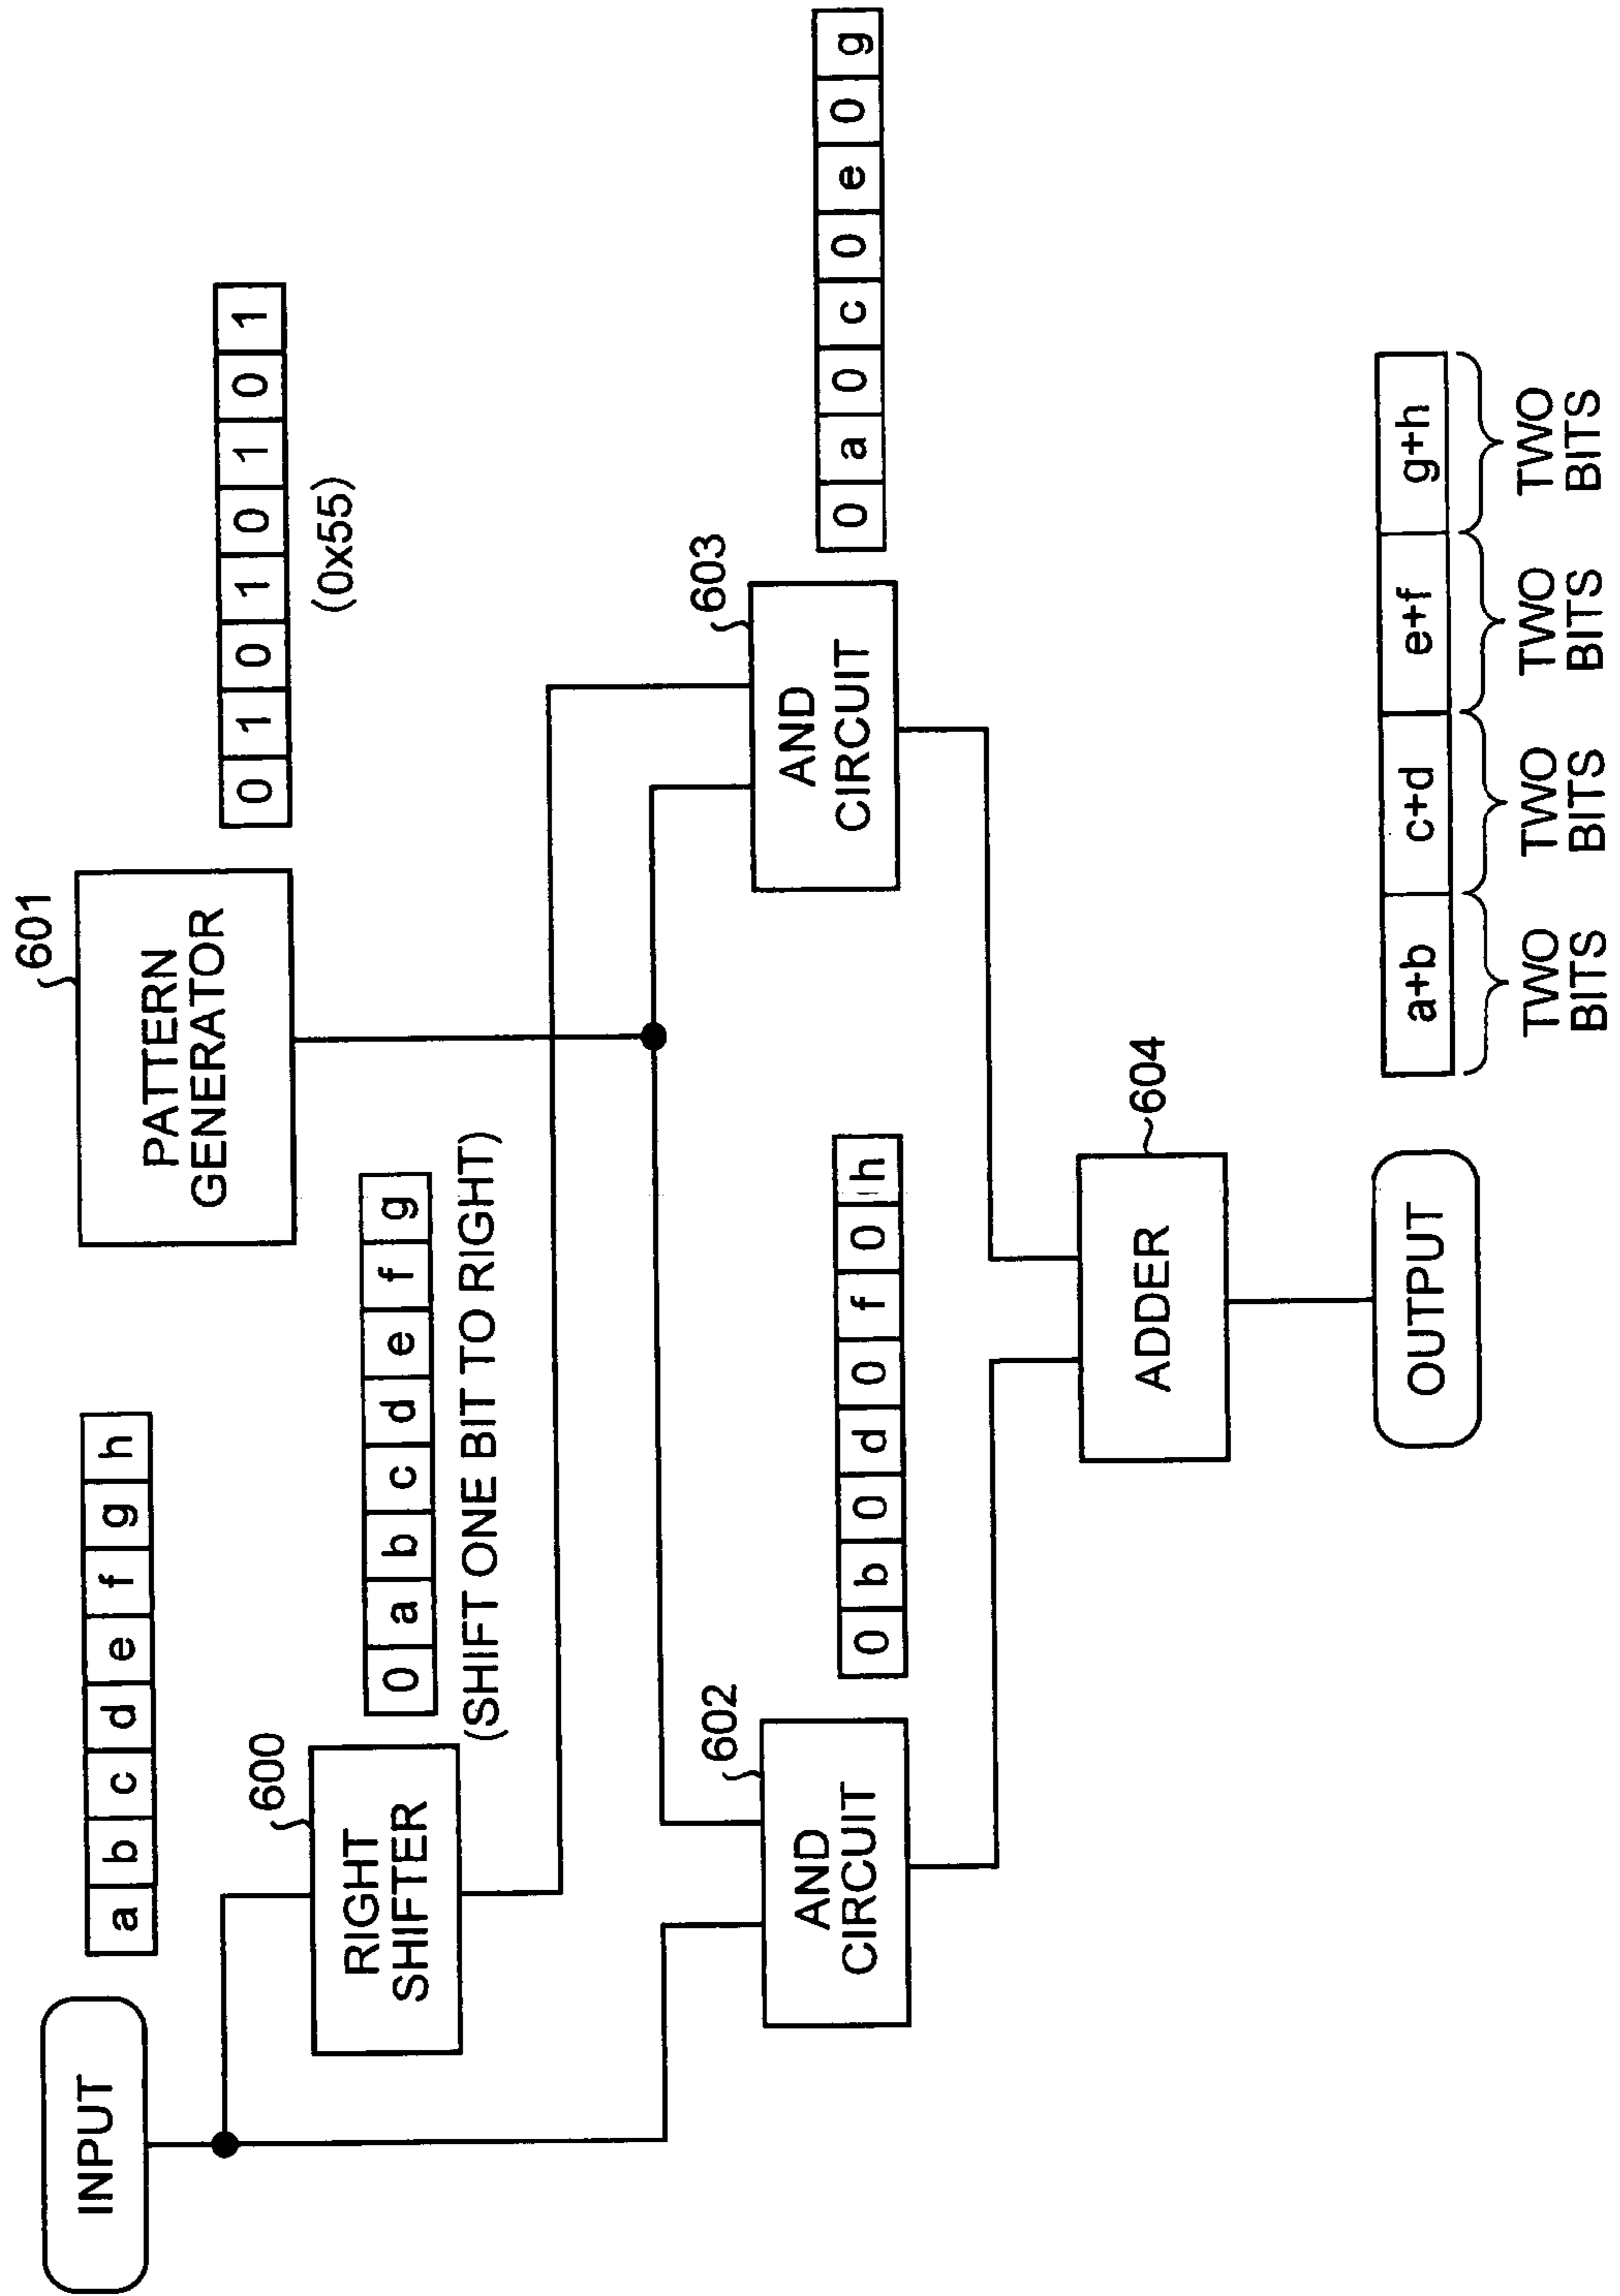 INPUT
a b c d e f g h
601
PATTERN
GENERATOR
0 1 0 1 0 1 0 1
(0x55)
600
RIGHT
SHIFTER
0 a b c d e f g
(SHIFT ONE BIT TO RIGHT)
602
AND
CIRCUIT
0 b 0 d 0 f 0 h
603
AND
CIRCUIT
0 a 0 c 0 e 0 g
604
ADDER
OUTPUT
a+b c+d e+f g+h
TWO
BITS
TWO
BITS
TWO
BITS
TWO
BITS